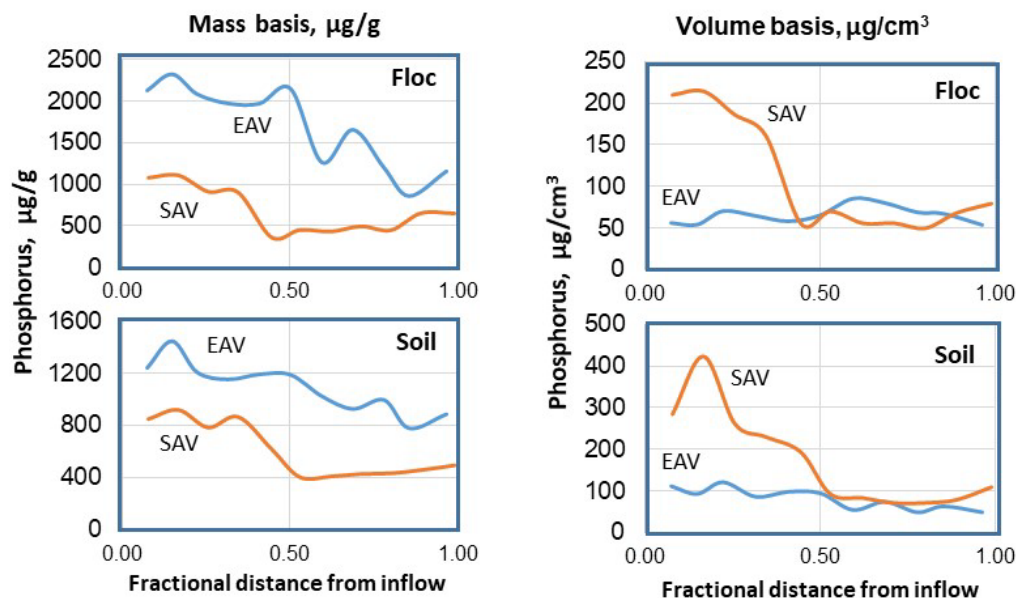 Mass basis, µg/g
Phosphorus, µg/g
2500
2000
1500
1000
500
0
Floc
EAV
SAV
0.00
0.50
1.00
1600
1200
800
400
0
Soil
EAV
SAV
0.00
0.50
1.00
Fractional distance from inflow
Volume basis, µg/cm³
Phosphorus, µg/cm³
250
200
150
100
50
0
Floc
SAV
EAV
0.00
0.50
1.00
500
400
300
200
100
0
Soil
SAV
EAV
0.00
0.50
1.00
Fractional distance from inflow